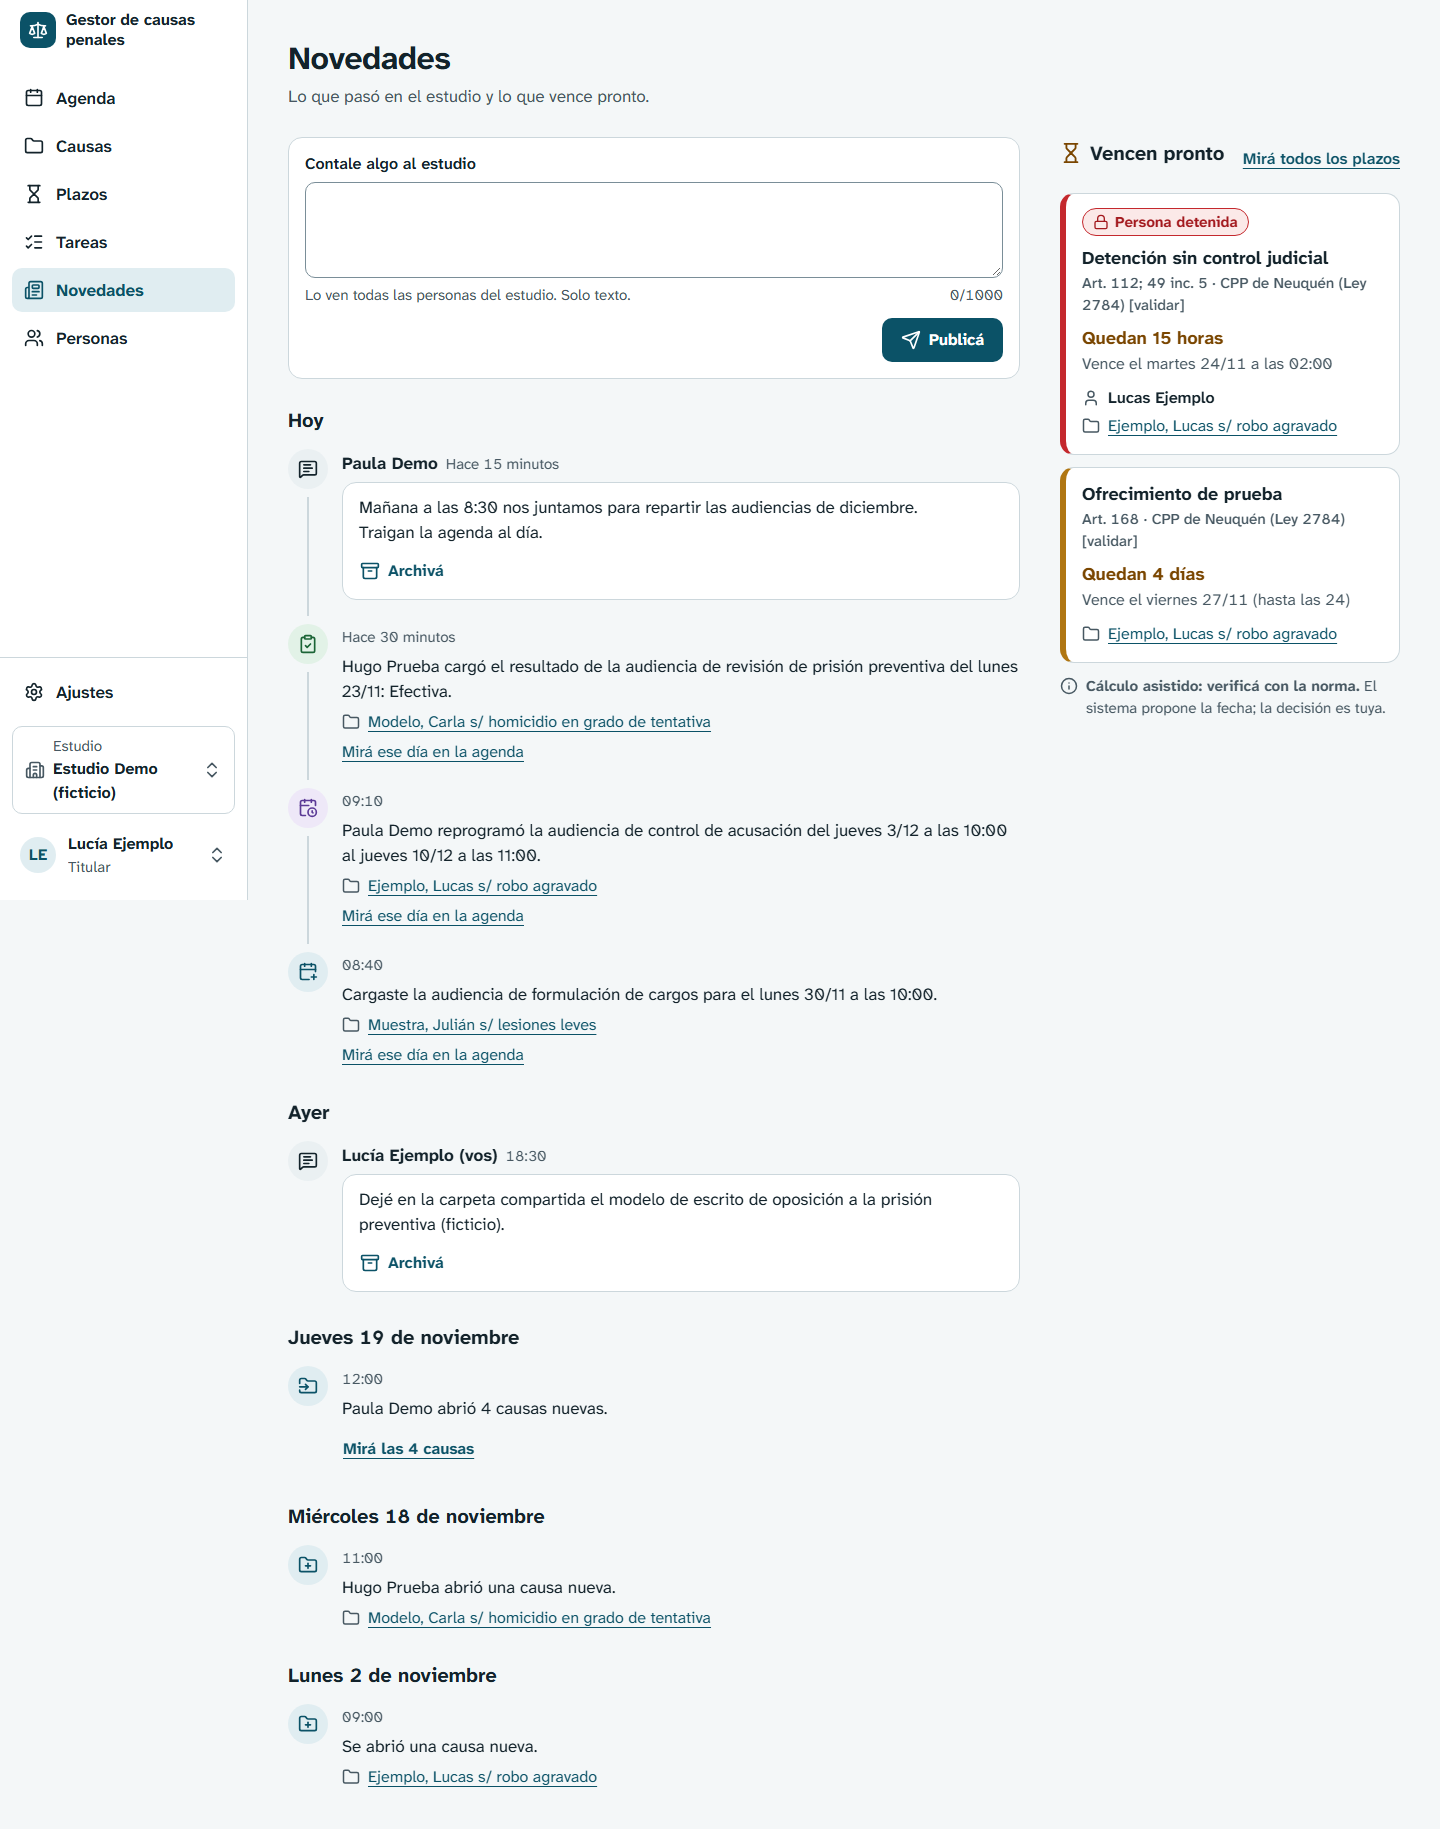 Gestor de causas
penales
Agenda
Causas
Plazos
Tareas
Novedades
Personas
Ajustes
Estudio
Estudio Demo
(ficticio)
LE
Lucía Ejemplo
Titular
Novedades
Lo que pasó en el estudio y lo que vence pronto.
Contale algo al estudio
Lo ven todas las personas del estudio. Solo texto.
0/1000
Publicá
Hoy
Paula Demo Hace 15 minutos
Mañana a las 8:30 nos juntamos para repartir las audiencias de diciembre.
Traigan la agenda al día.
Archivá
Hace 30 minutos
Hugo Prueba cargó el resultado de la audiencia de revisión de prisión preventiva del lunes
23/11: Efectiva.
Modelo, Carla s/ homicidio en grado de tentativa
Mirá ese día en la agenda
09:10
Paula Demo reprogramó la audiencia de control de acusación del jueves 3/12 a las 10:00
al jueves 10/12 a las 11:00.
Ejemplo, Lucas s/ robo agravado
Mirá ese día en la agenda
08:40
Cargaste la audiencia de formulación de cargos para el lunes 30/11 a las 10:00.
Muestra, Julián s/ lesiones leves
Mirá ese día en la agenda
Ayer
Lucía Ejemplo (vos) 18:30
Dejé en la carpeta compartida el modelo de escrito de oposición a la prisión
preventiva (ficticio).
Archivá
Jueves 19 de noviembre
12:00
Paula Demo abrió 4 causas nuevas.
Mirá las 4 causas
Miércoles 18 de noviembre
11:00
Hugo Prueba abrió una causa nueva.
Modelo, Carla s/ homicidio en grado de tentativa
Lunes 2 de noviembre
09:00
Se abrió una causa nueva.
Ejemplo, Lucas s/ robo agravado
Vencen pronto
Mirá todos los plazos
Persona detenida
Detención sin control judicial
Art. 112; 49 inc. 5 · CPP de Neuquén (Ley
2784) [validar]
Quedan 15 horas
Vence el martes 24/11 a las 02:00
Lucas Ejemplo
Ejemplo, Lucas s/ robo agravado
Ofrecimiento de prueba
Art. 168 · CPP de Neuquén (Ley 2784)
[validar]
Quedan 4 días
Vence el viernes 27/11 (hasta las 24)
Ejemplo, Lucas s/ robo agravado
Cálculo asistido: verificá con la norma. El
sistema propone la fecha; la decisión es tuya.